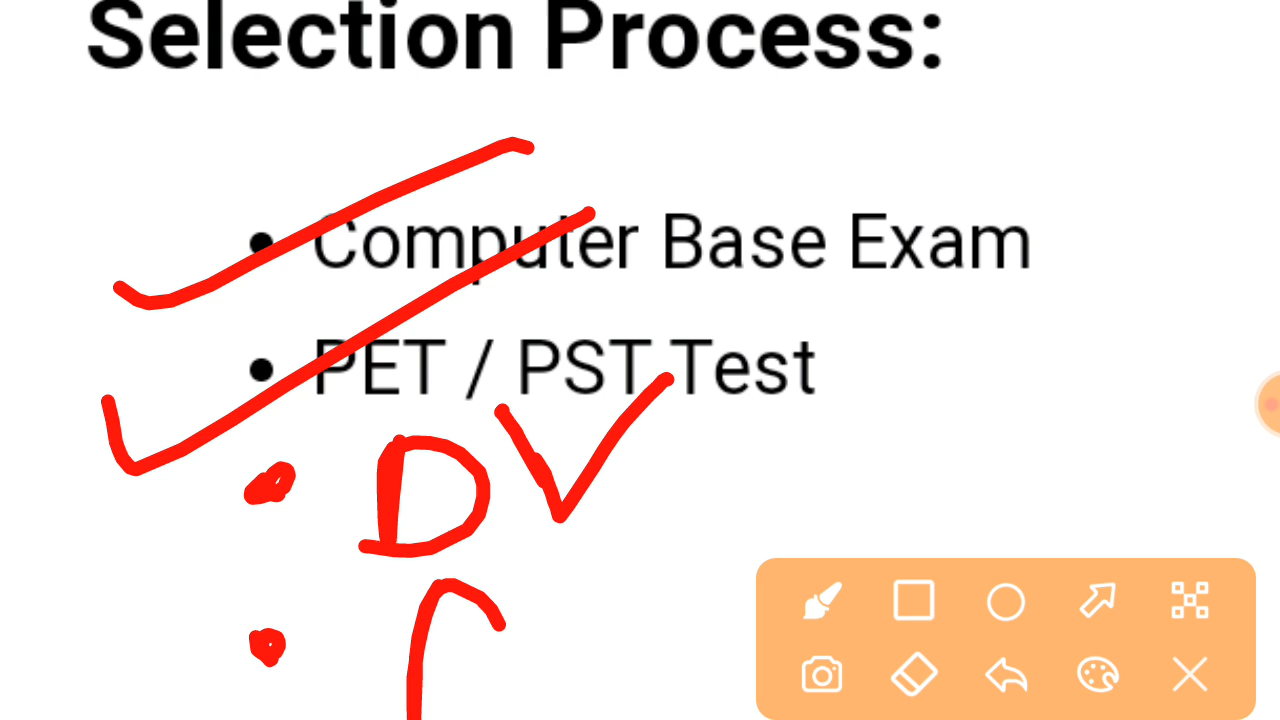 Selection Process:
• Computer Base Exam
• PET / PST Test
• DV
•